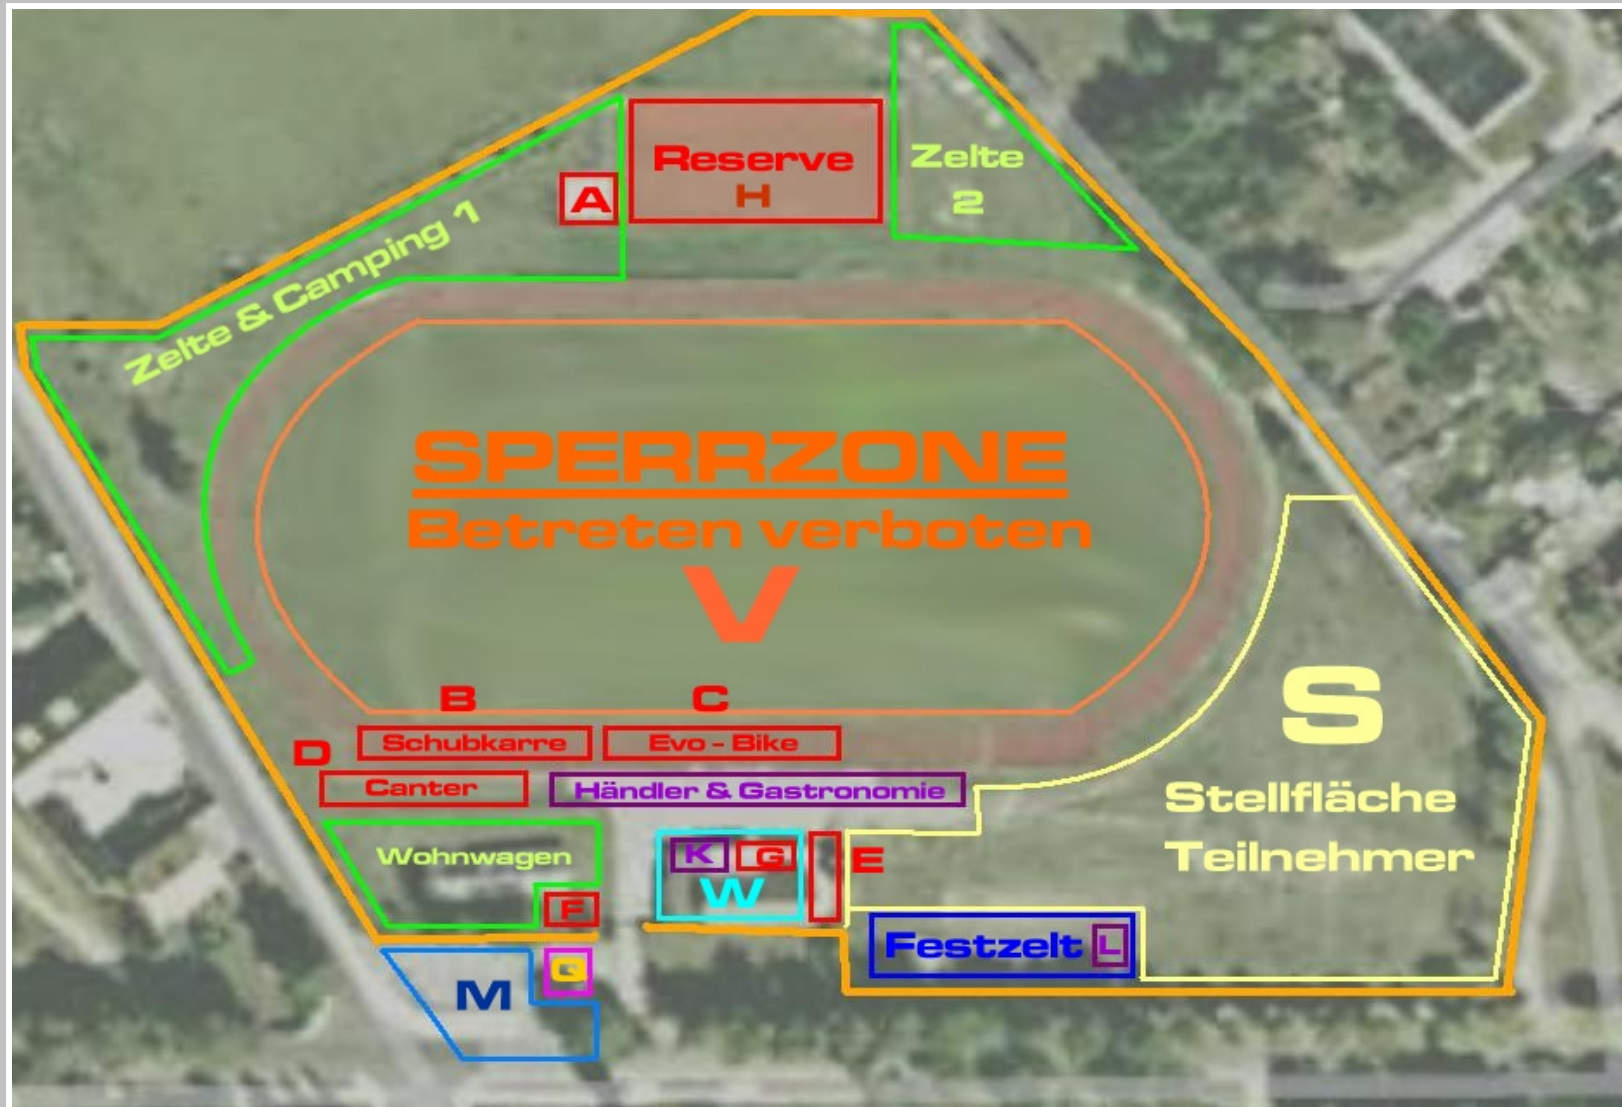 Reserve
H
Zelte
2
A
Zelte & Camping 1
SPERRZONE
Betreten verboten
V
B
C
D
Schubkarre
Evo - Bike
Canter
Händler & Gastronomie
S
Stellfläche
Teilnehmer
Wohnwagen
K
G
E
W
F
Festzelt
L
Q
M